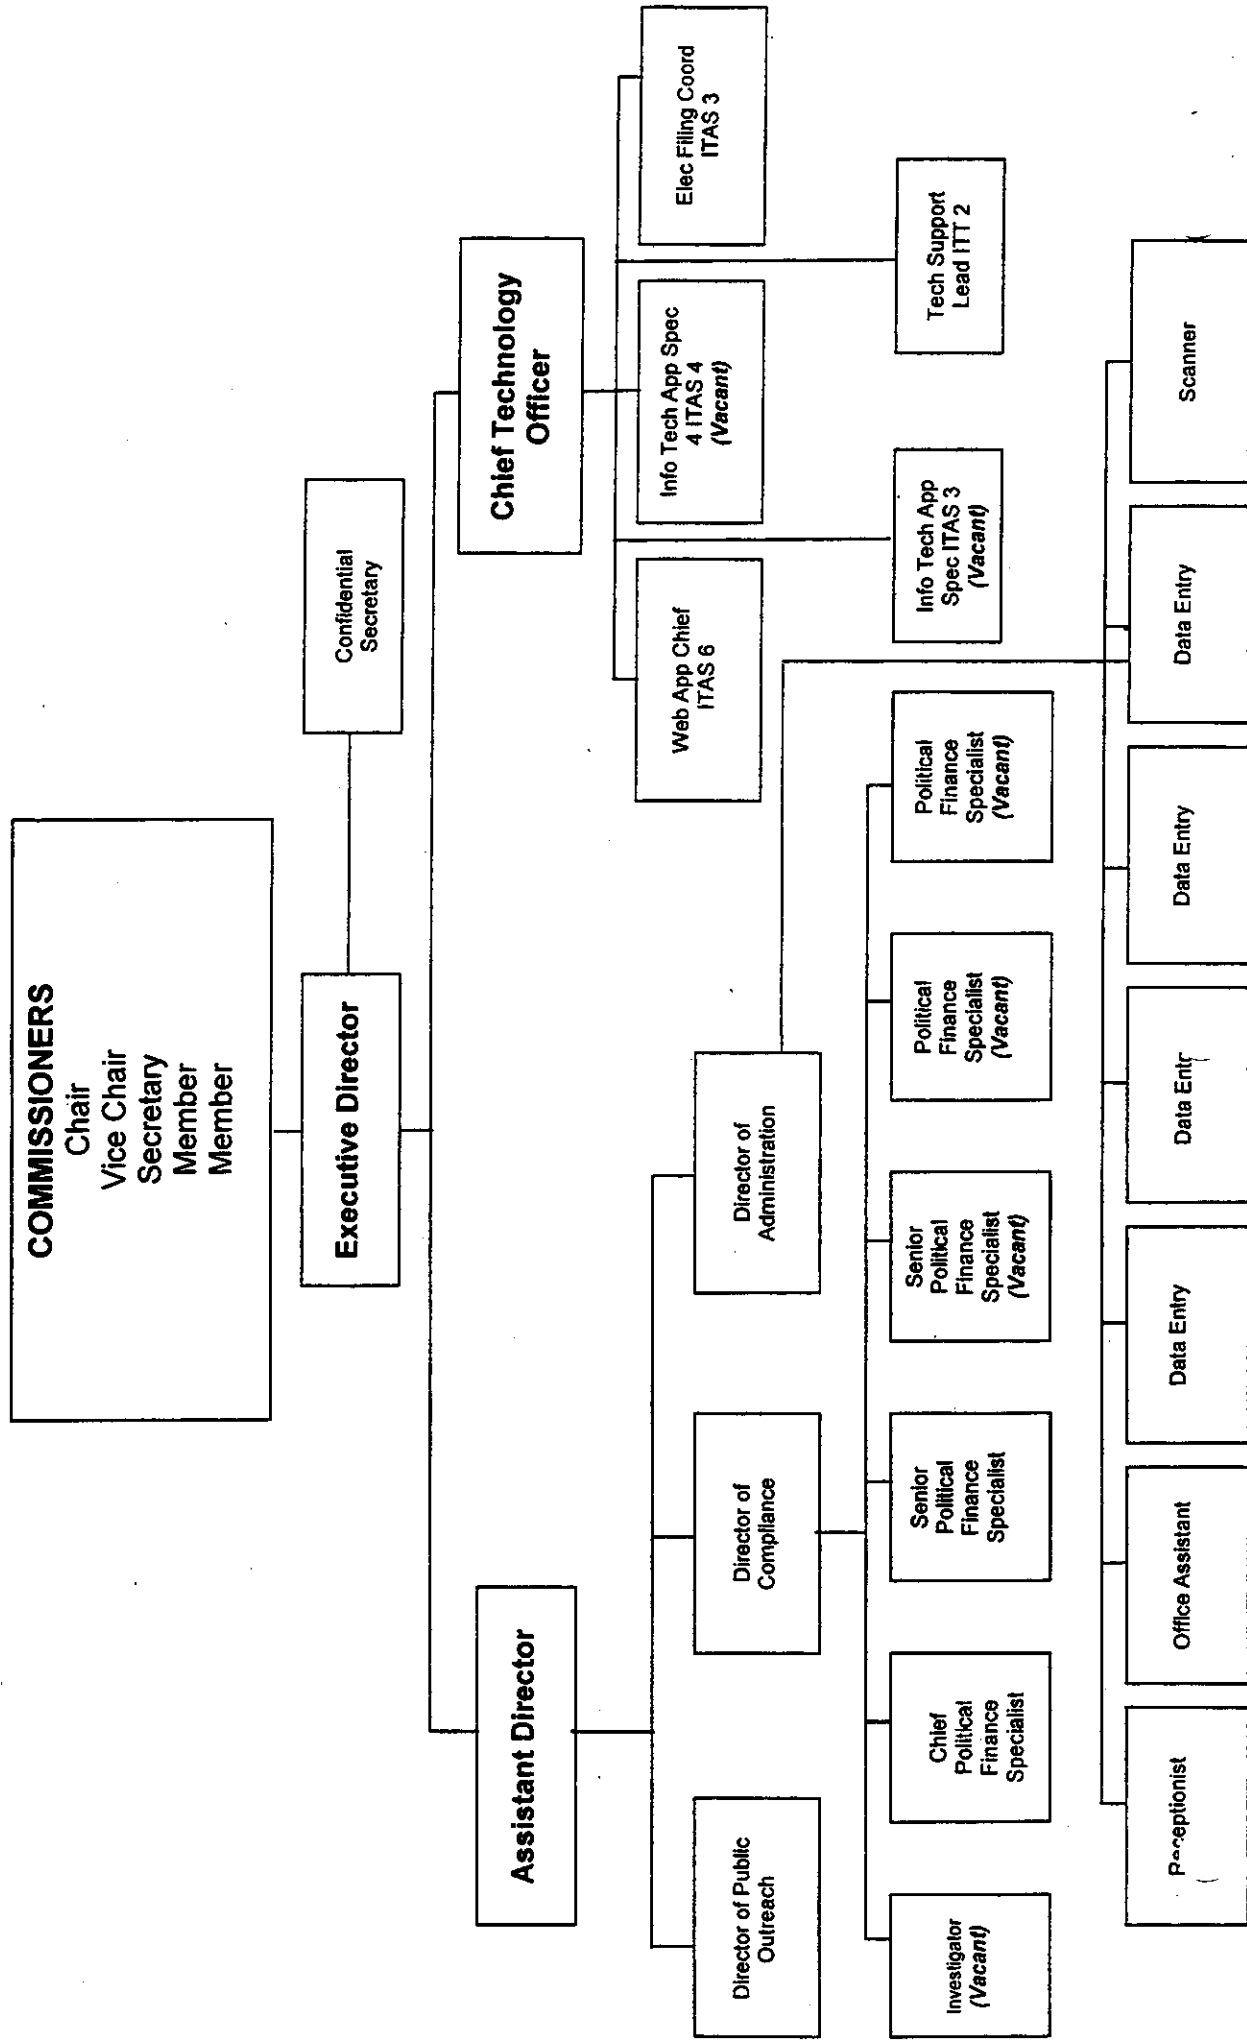 COMMISSIONERS
Chair
Vice Chair
Secretary
Member
Member
Executive Director
Confidential
Secretary
Assistant Director
Chief Technology
Officer
Web App Chief
ITAS 6
Info Tech App Spec
4 ITAS 4
(Vacant)
Elec Filing Coord
ITAS 3
Info Tech App
Spec ITAS 3
(Vacant)
Tech Support
Lead ITT 2
Director of Public
Outreach
Director of
Compliance
Director of
Administration
Investigator
(Vacant)
Chief
Political
Finance
Specialist
Senior
Political
Finance
Specialist
Senior
Political
Finance
Specialist
(Vacant)
Political
Finance
Specialist
(Vacant)
Political
Finance
Specialist
(Vacant)
Receptionist
Office Assistant
Data Entry
Data Entry
Data Entry
Data Entry
Scanner